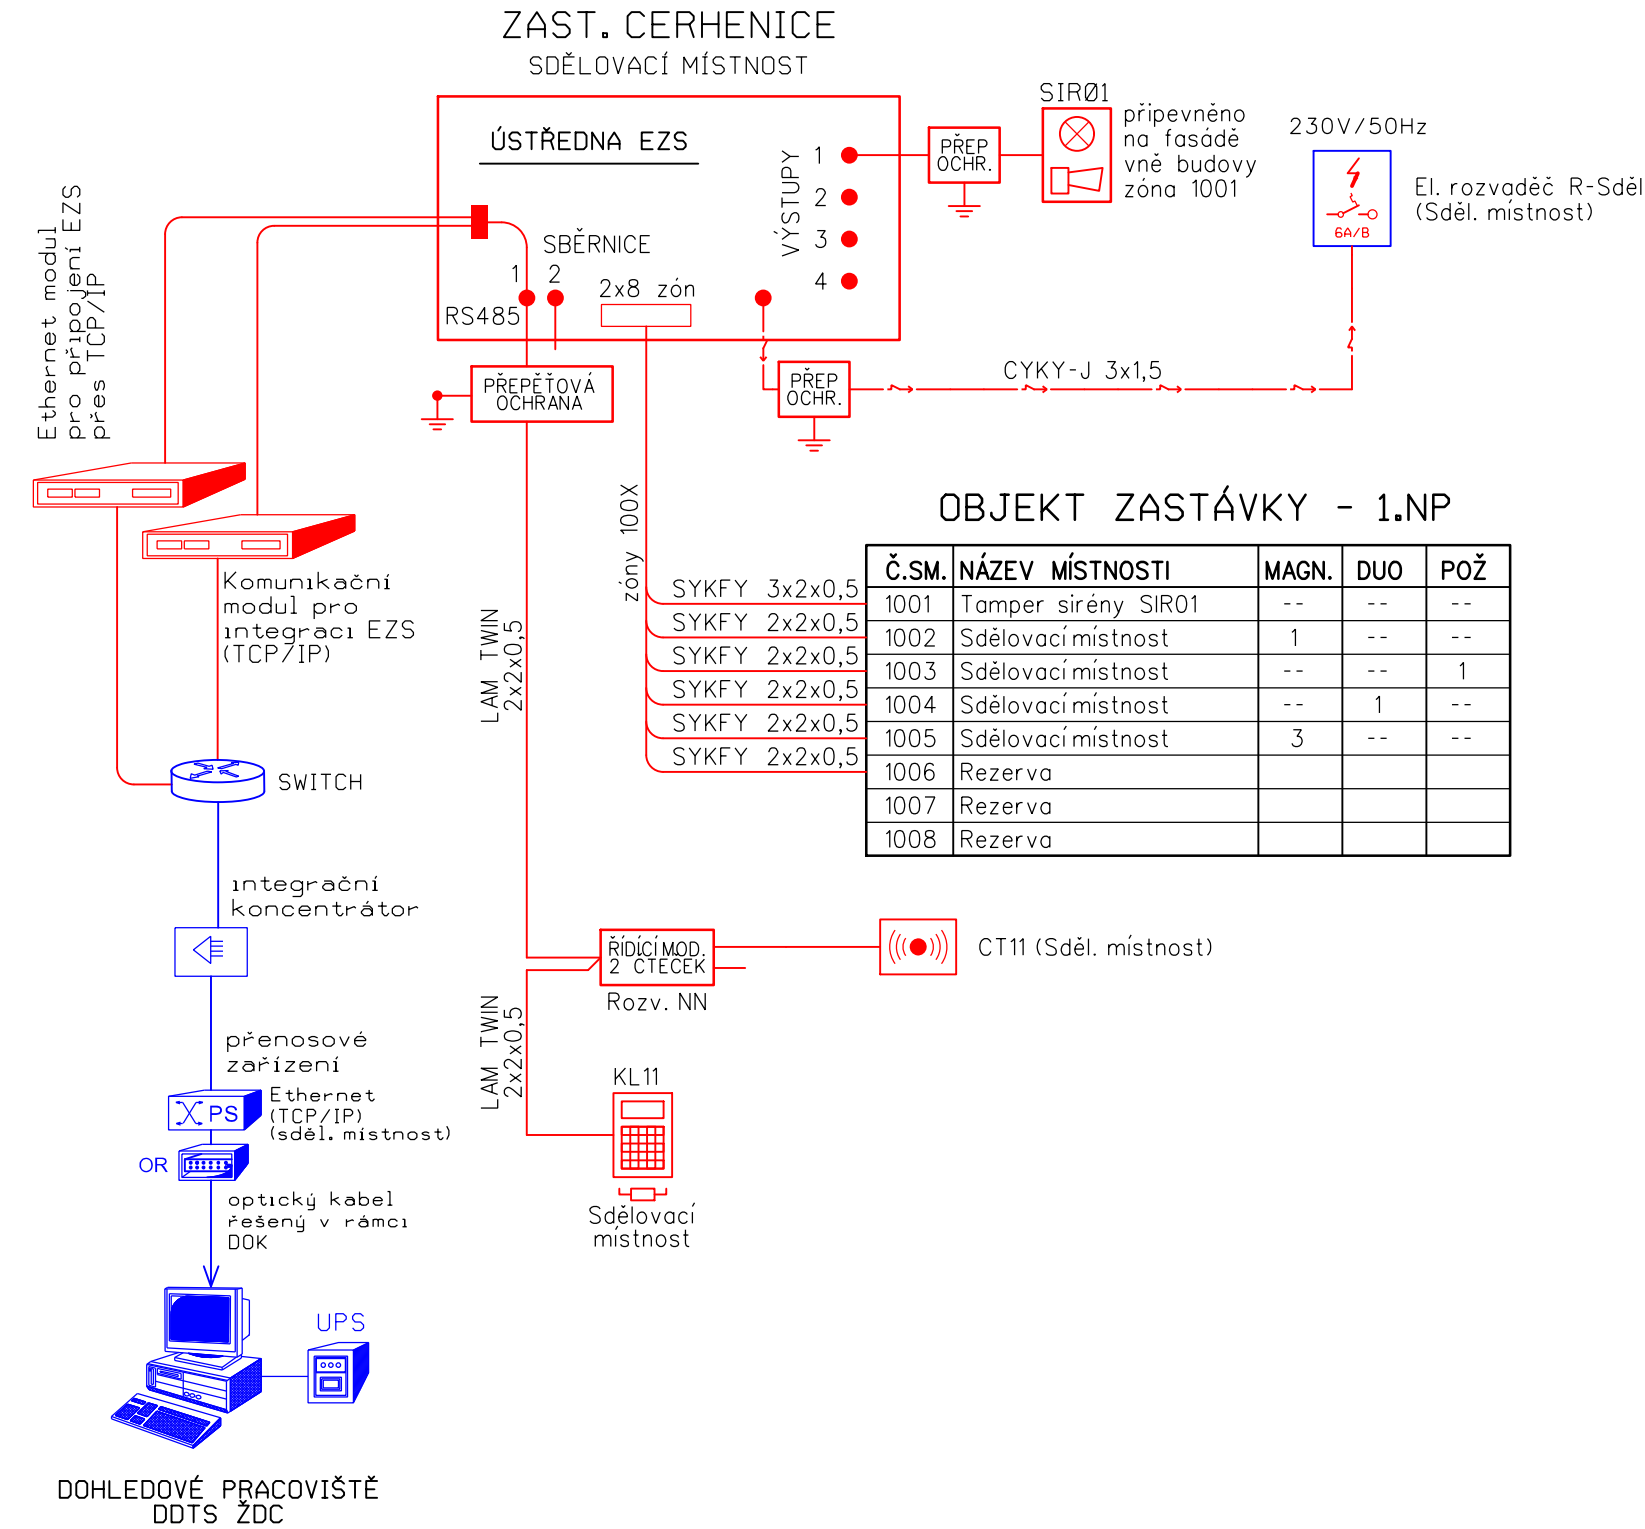 ZAST. CERHENICE
SDĚLOVACÍ MÍSTNOST
ÚSTŘEDNA EZS
VÝSTUPY
1
2
3
4
SBĚRNICE
1
2
RS485
2x8 zón
PŘEP
OCHR.
SIRØ1
připevněno
na fasádě
vně budovy
zóna 1001
230V/50Hz
6A/B
El. rozvaděč R-Sděl
(Sděl. místnost)
PŘEPĚŤOVÁ
OCHRANA
PŘEP
OCHR.
CYKY-J 3x1,5
Ethernet modul
pro připojení EZS
přes TCP/IP
Komunikační
modul pro
integraci EZS
(TCP/IP)
SWITCH
integrační
koncentrátor
přenosové
zařízení
PS
Ethernet
(TCP/IP)
(sděl. místnost)
OR
optický kabel
řešený v rámci
DOK
UPS
DOHLEDOVÉ PRACOVIŠTĚ
DDTS ŽDC
LAM TWIN
2x2x0,5
zóny 100X
SYKFY 3x2x0,5
SYKFY 2x2x0,5
SYKFY 2x2x0,5
SYKFY 2x2x0,5
SYKFY 2x2x0,5
SYKFY 2x2x0,5
OBJEKT ZASTÁVKY - 1.NP
Č.SM. NÁZEV MÍSTNOSTI MAGN. DUO POŽ
1001 Tamper sirény SIR01 -- -- --
1002 Sdělovací místnost 1 -- --
1003 Sdělovací místnost -- -- 1
1004 Sdělovací místnost -- 1 --
1005 Sdělovací místnost 3 -- --
1006 Rezerva
1007 Rezerva
1008 Rezerva
ŘÍDÍCÍ MOD.
2 ČTEČEK
Rozv. NN
CT11 (Sděl. místnost)
LAM TWIN
2x2x0,5
KL11
Sdělovací
místnost